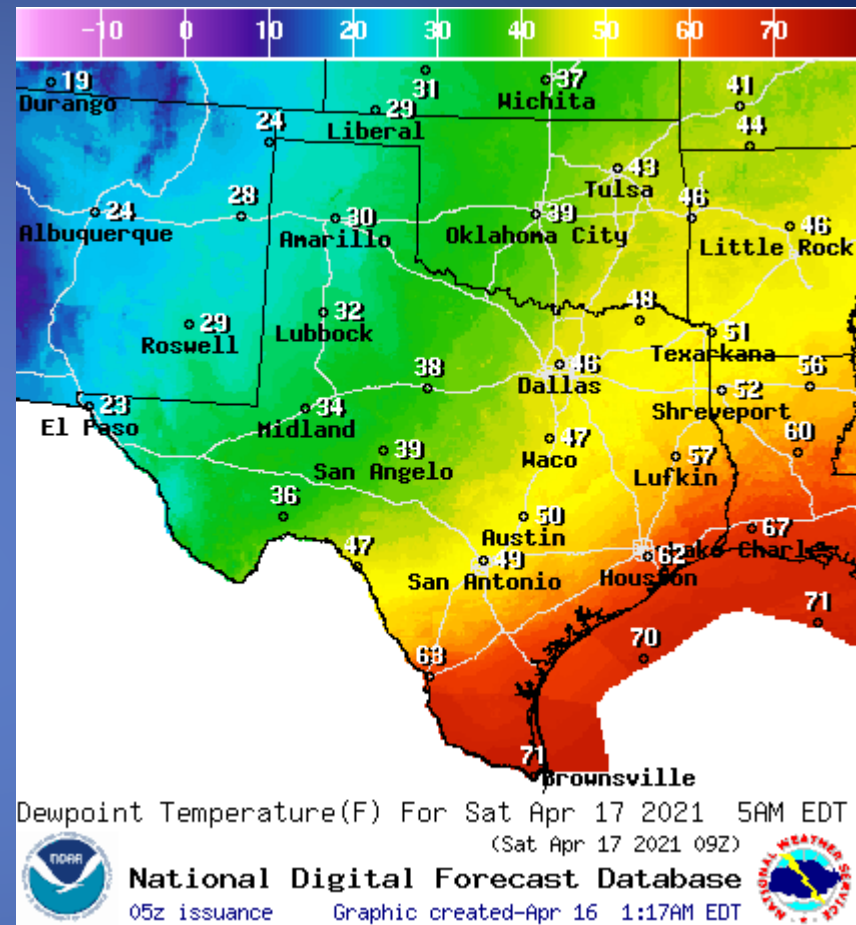 -10 0 10 20 30 40 50 60 70
19
Durango
31
37
Wichita
41
29
Liberal
24
44
43
Tulsa
24
Albuquerque
28
30
Amarillo
39
Oklahoma City
46
46
Little Rock
29
Roswell
32
Lubbock
48
51
Texarkana
38
46
Dallas
52
Shreveport
56
23
El Paso
34
Midland
39
San Angelo
47
Waco
57
Lufkin
60
36
50
Austin
67
Lake Charles
47
49
San Antonio
62
Houston
63
70
71
71
Brownsville
Dewpoint Temperature(F) For Sat Apr 17 2021 5AM EDT
(Sat Apr 17 2021 09Z)
NOAA
National Digital Forecast Database
05z issuance Graphic created-Apr 16 1:17AM EDT
NATIONAL WEATHER SERVICE